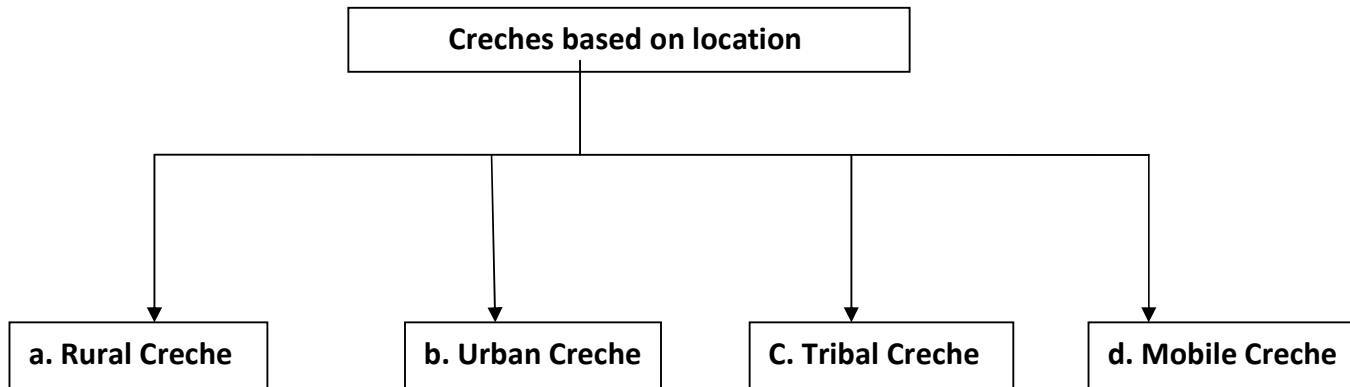 Creches based on location
a. Rural Creche
b. Urban Creche
C. Tribal Creche
d. Mobile Creche